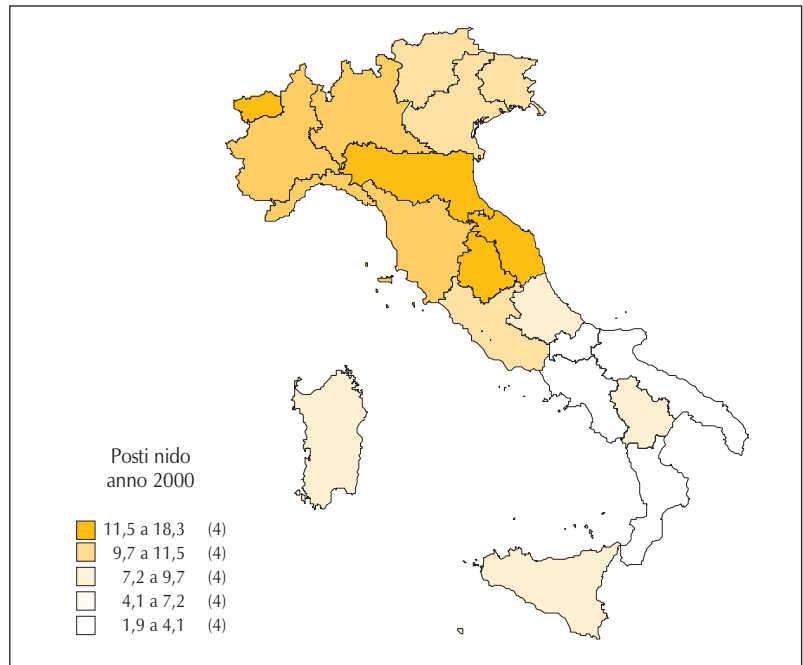 Posti nido
anno 2000
11,5 a 18,3 (4)
9,7 a 11,5 (4)
7,2 a 9,7 (4)
4,1 a 7,2 (4)
1,9 a 4,1 (4)